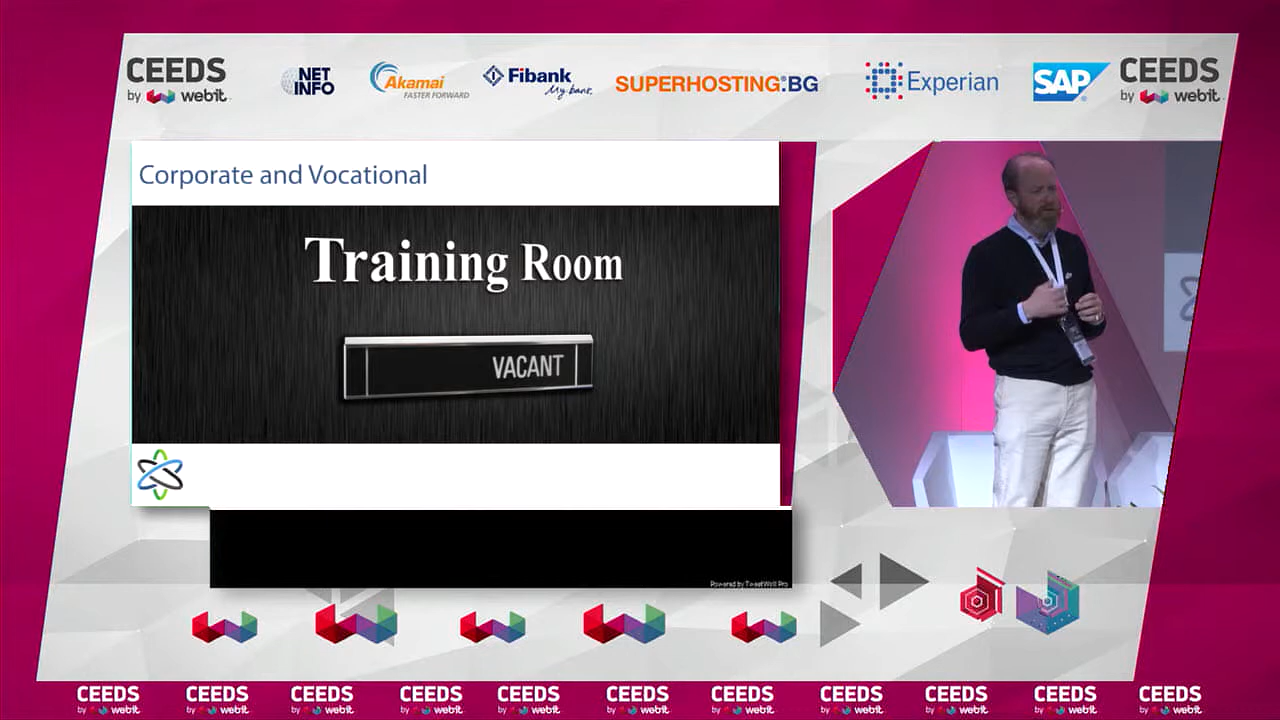 CEEDS
by webit
NET
INFO
Akamai
FASTER FORWARD
Fibank
My bank.
SUPERHOSTING.BG
Experian
SAP
CEEDS
by webit
Corporate and Vocational
Training Room
VACANT
Powered by TweetWall Pro
CEEDS CEEDS CEEDS CEEDS CEEDS CEEDS CEEDS CEEDS CEEDS CEEDS CEEDS
by webit by webit by webit by webit by webit by webit by webit by webit by webit by webit by webit